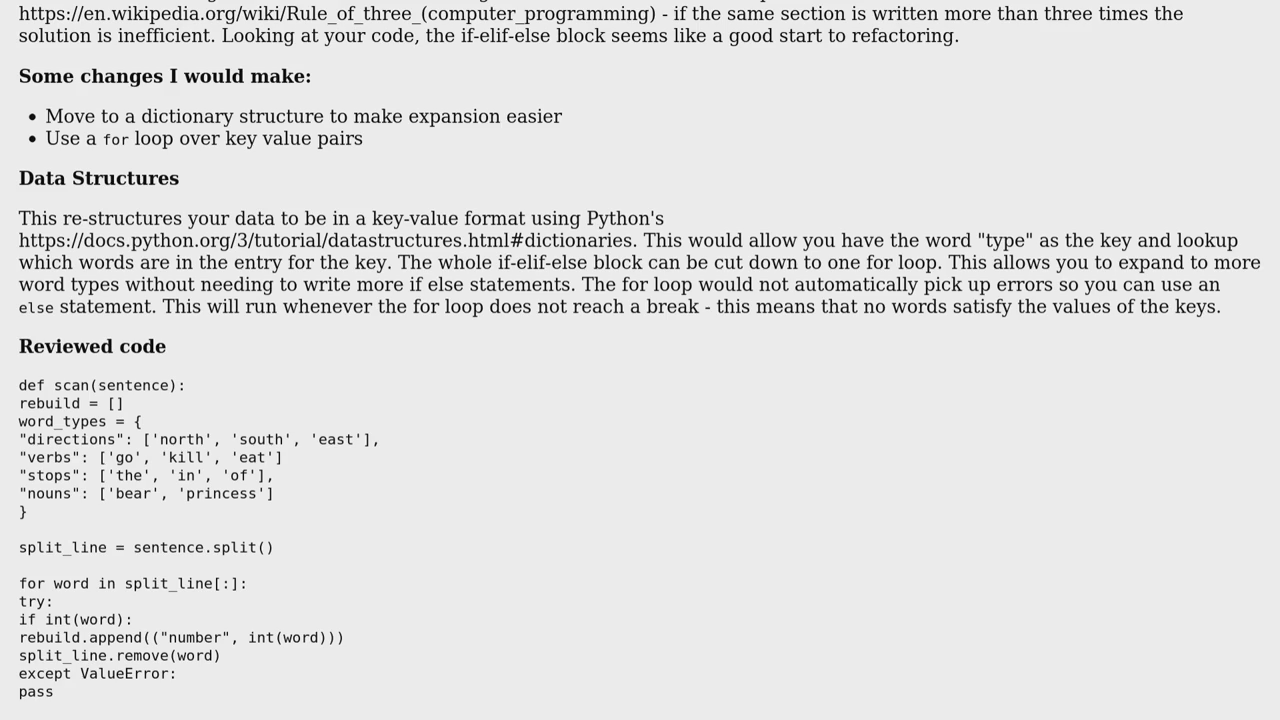 https://en.wikipedia.org/wiki/Rule_of_three_(computer_programming) - if the same section is written more than three times the
solution is inefficient. Looking at your code, the if-elif-else block seems like a good start to refactoring.
Some changes I would make:
• Move to a dictionary structure to make expansion easier
• Use a for loop over key value pairs
Data Structures
This re-structures your data to be in a key-value format using Python's
https://docs.python.org/3/tutorial/datastructures.html#dictionaries. This would allow you have the word "type" as the key and lookup
which words are in the entry for the key. The whole if-elif-else block can be cut down to one for loop. This allows you to expand to more
word types without needing to write more if else statements. The for loop would not automatically pick up errors so you can use an
else statement. This will run whenever the for loop does not reach a break - this means that no words satisfy the values of the keys.
Reviewed code
def scan(sentence):
rebuild = []
word_types = {
"directions": ['north', 'south', 'east'],
"verbs": ['go', 'kill', 'eat']
"stops": ['the', 'in', 'of'],
"nouns": ['bear', 'princess']
}
split_line = sentence.split()
for word in split_line[:]:
try:
if int(word):
rebuild.append(("number", int(word)))
split_line.remove(word)
except ValueError:
pass